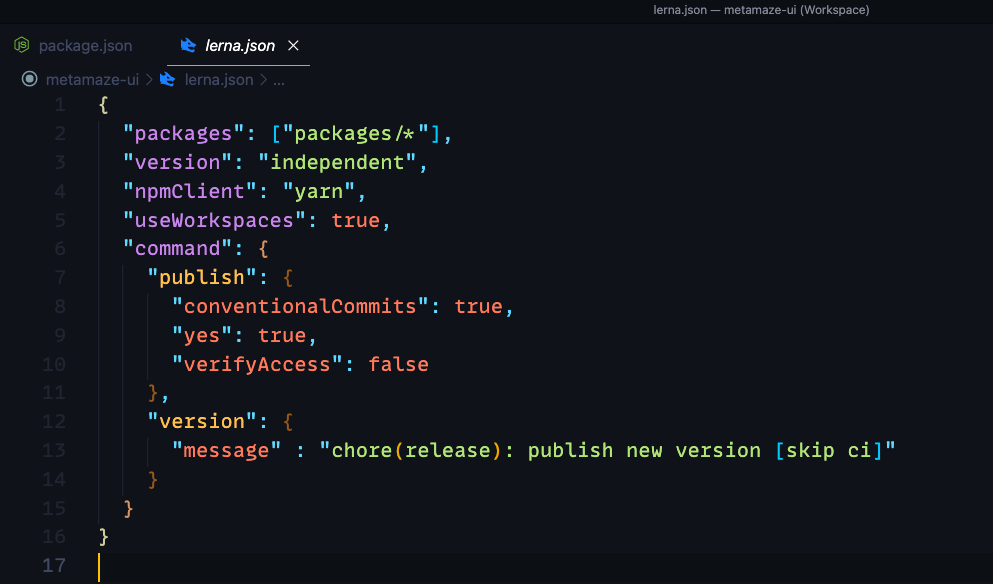 lerna.json — metamaze-ui (Workspace)
package.json lerna.json
metamaze-ui > lerna.json > ...
1 {
2 "packages": ["packages/*"],
3 "version": "independent",
4 "npmClient": "yarn",
5 "useWorkspaces": true,
6 "command": {
7 "publish": {
8 "conventionalCommits": true,
9 "yes": true,
10 "verifyAccess": false
11 },
12 "version": {
13 "message" : "chore(release): publish new version [skip ci]"
14 }
15 }
16 }
17